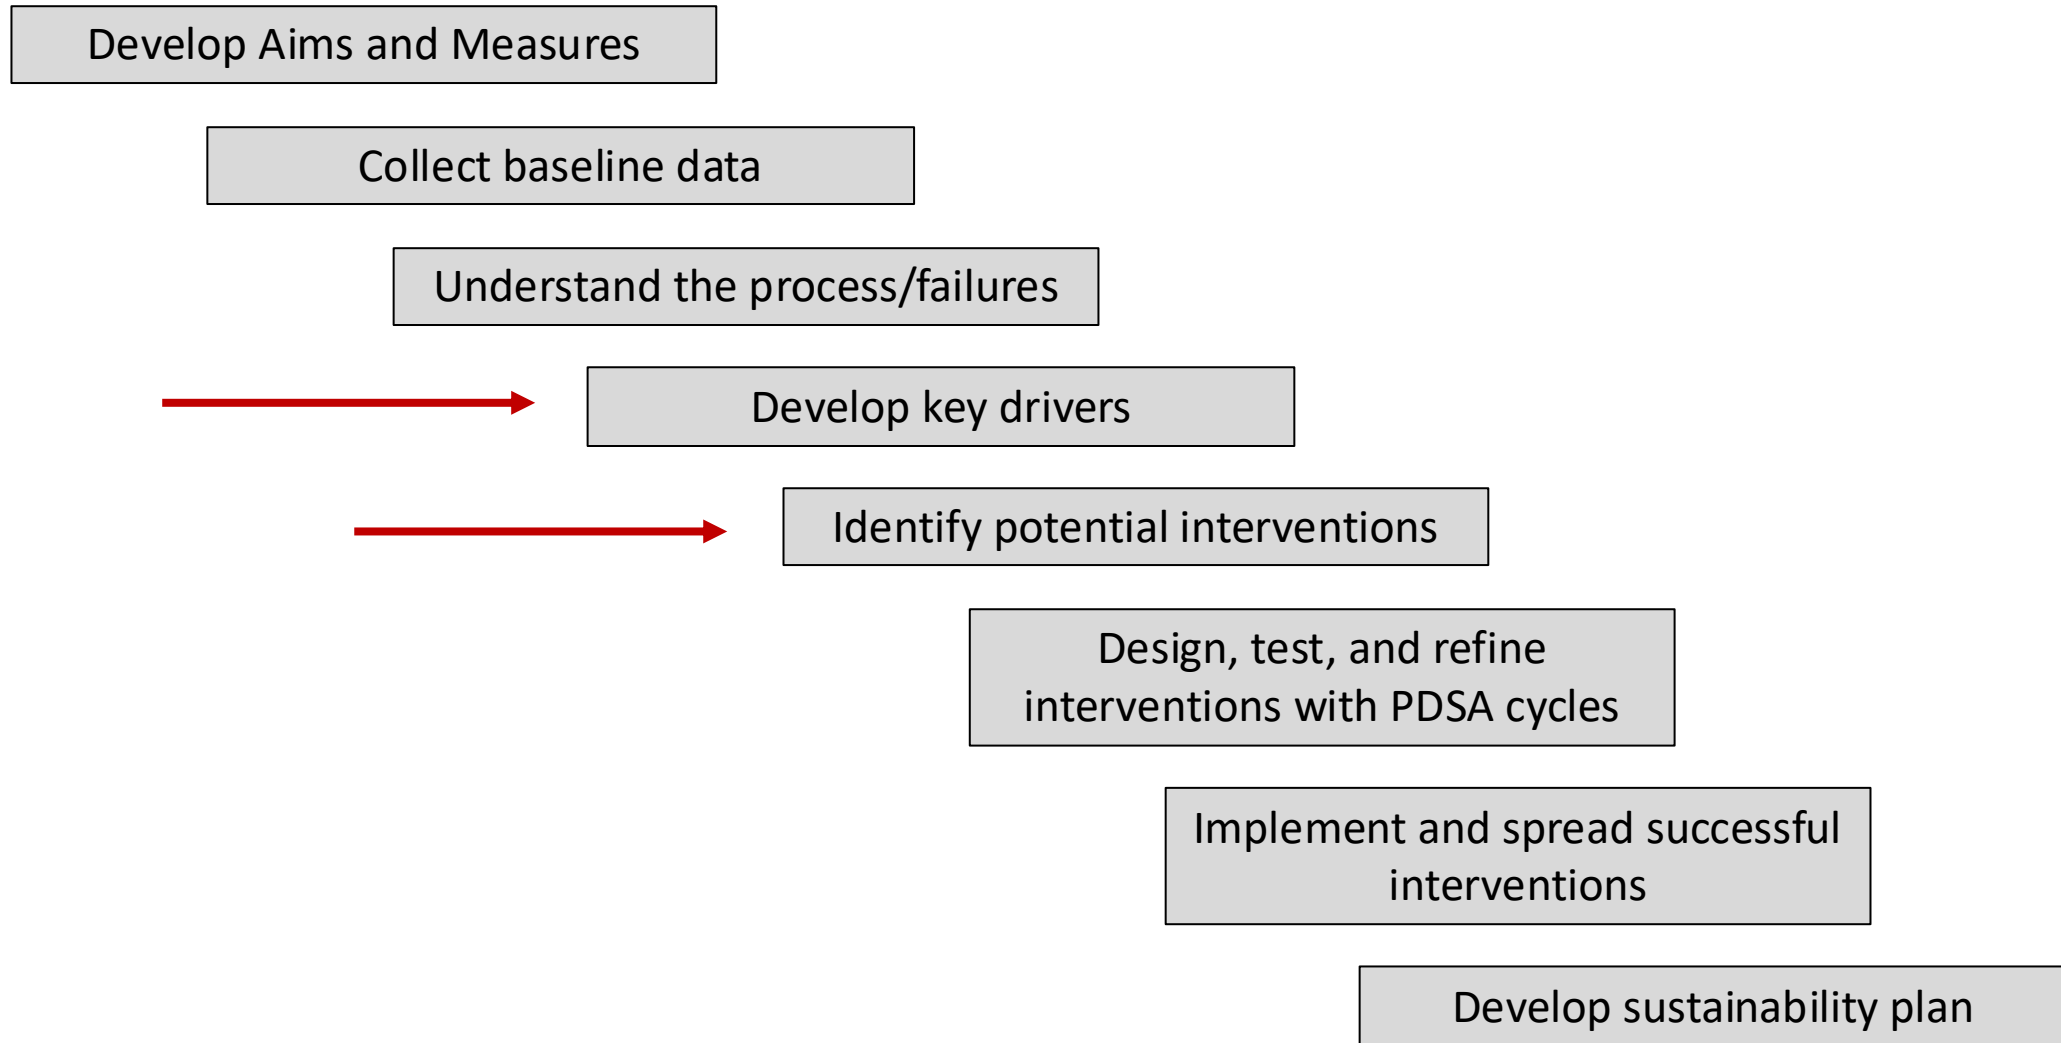 Develop Aims and Measures
Collect baseline data
Understand the process/failures
Develop key drivers
Identify potential interventions
Design, test, and refine
interventions with PDSA cycles
Implement and spread successful
interventions
Develop sustainability plan